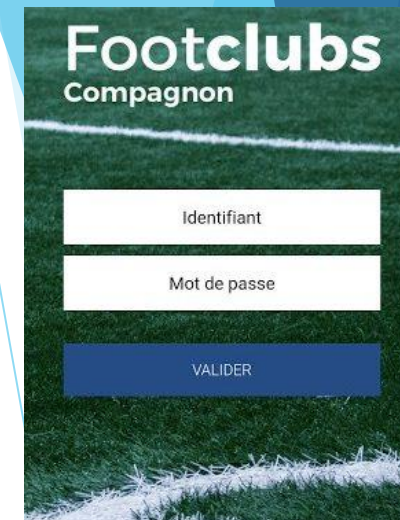 Footclubs
Compagnon
Identifiant
Mot de passe
VALIDER